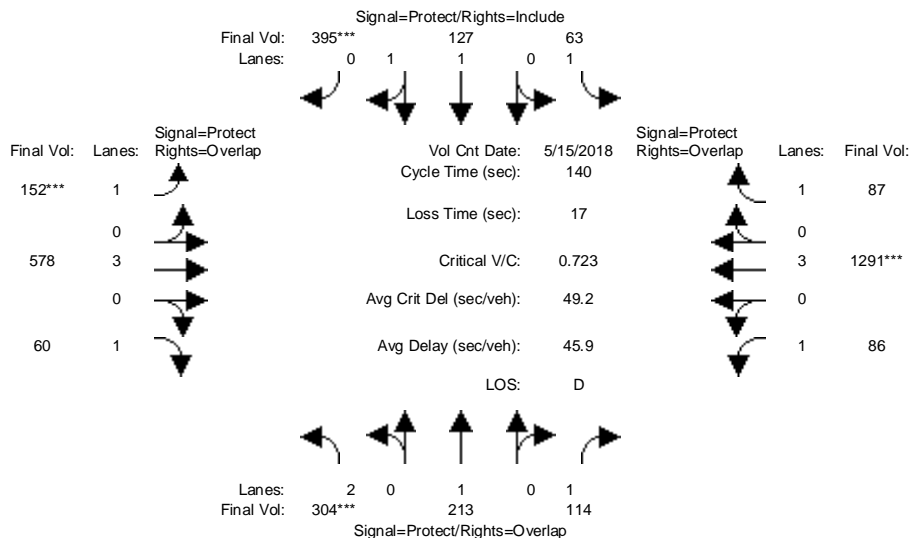 Signal=Protect/Rights=Include
Final Vol: 395*** 127 63
Lanes: 0 1 1 0 1
Signal=Protect Signal=Protect
Final Vol: Lanes: Rights=Overlap Vol Cnt Date: 5/15/2018 Rights=Overlap Lanes: Final Vol:
Cycle Time (sec): 140
152*** 1 1 87
Loss Time (sec): 17
0 0
578 3 Critical V/C: 0.723 3 1291***
0 Avg Crit Del (sec/veh): 49.2 0
60 1 Avg Delay (sec/veh): 45.9 1 86
LOS: D
Lanes: 2 0 1 0 1
Final Vol: 304*** 213 114
Signal=Protect/Rights=Overlap